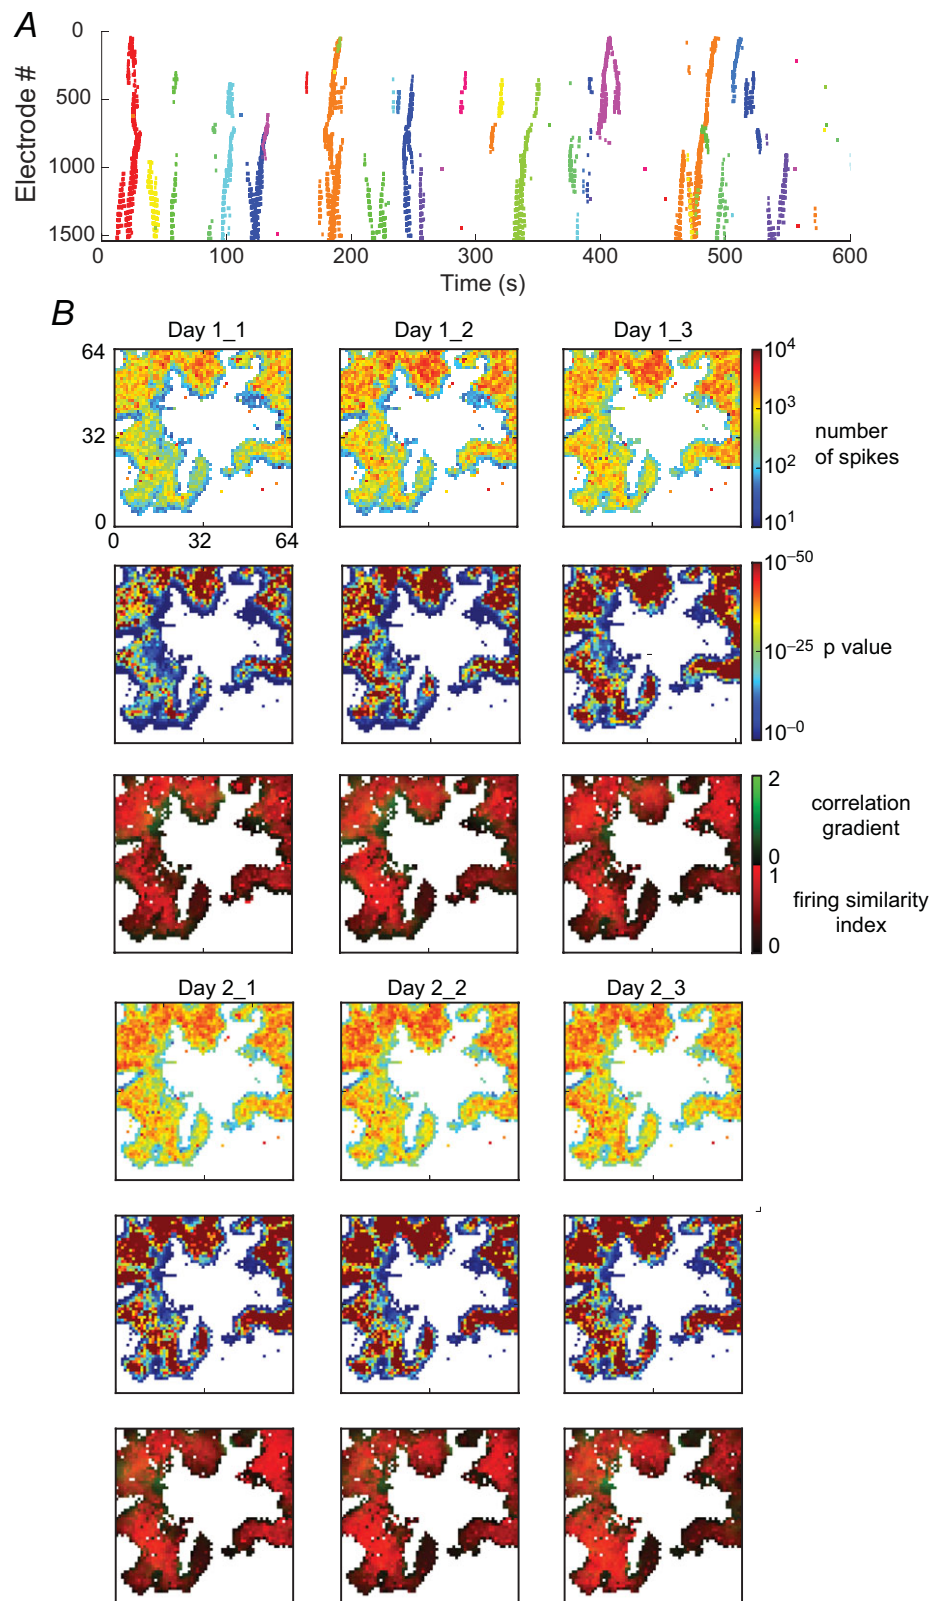 A
0
500
1000
1500
Electrode #
0 100 200 300 400 500 600
Time (s)
B
Day 1_1 Day 1_2 Day 1_3
64
32
0
0 32 64
10^4
10^3
10^2
10^1
number
of spikes
10^–50
10^–25
10^–0
p value
2
0
correlation
gradient
1
0
firing similarity
index
Day 2_1 Day 2_2 Day 2_3